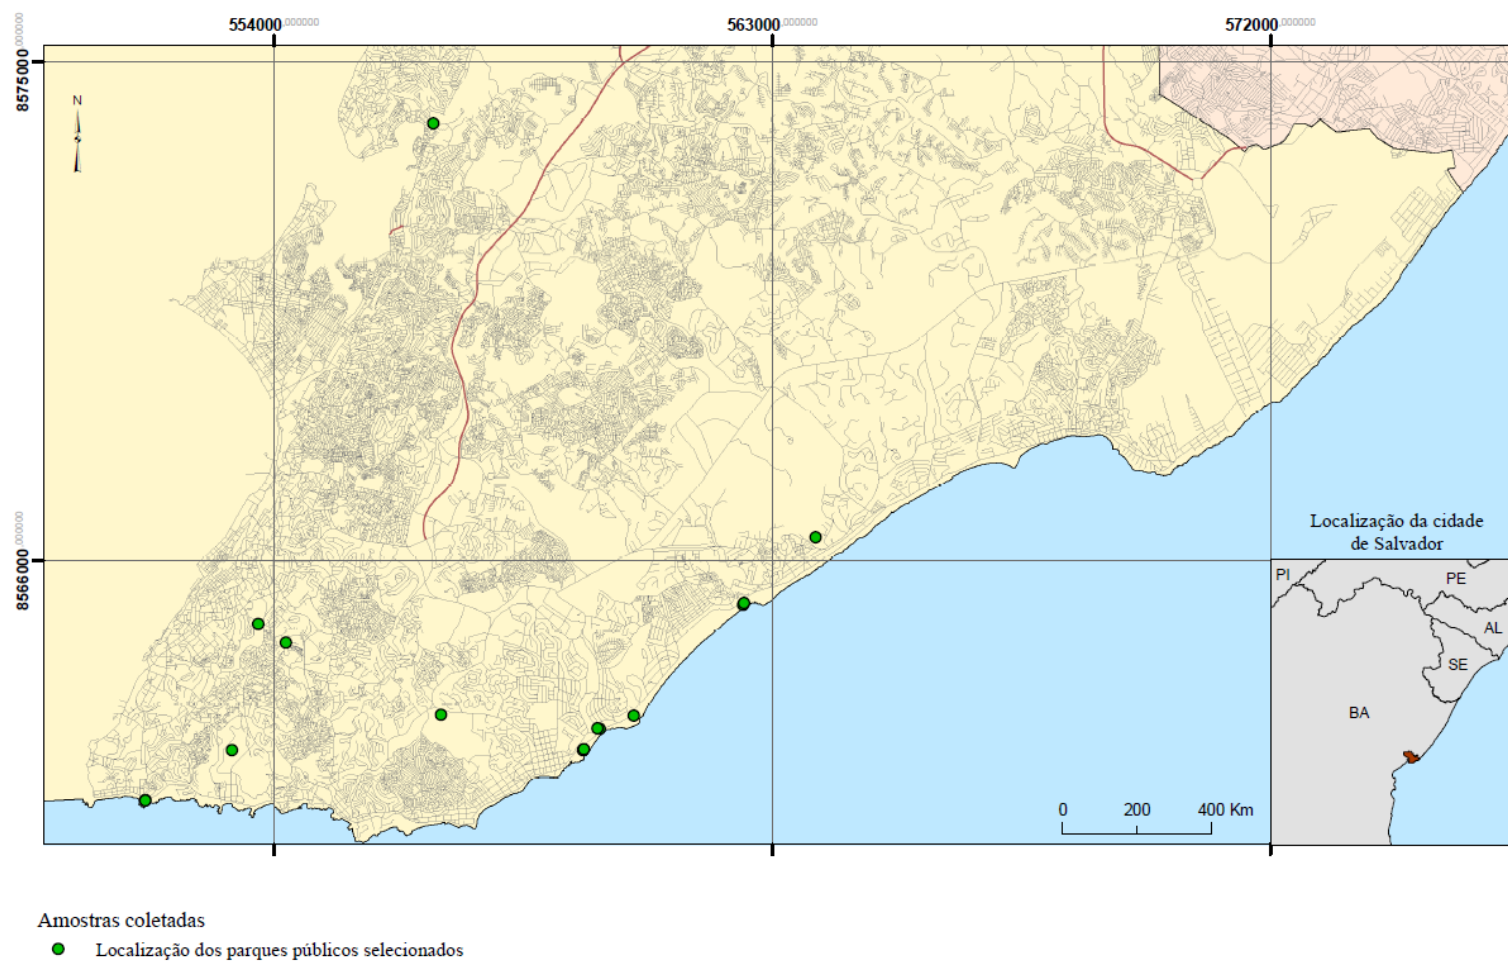 554000,000000
563000,000000
572000,000000
8575000,000000
N
8566000,000000
Localização da cidade
de Salvador
PI
PE
AL
SE
BA
0 200 400 Km
Amostras coletadas
Localização dos parques públicos selecionados